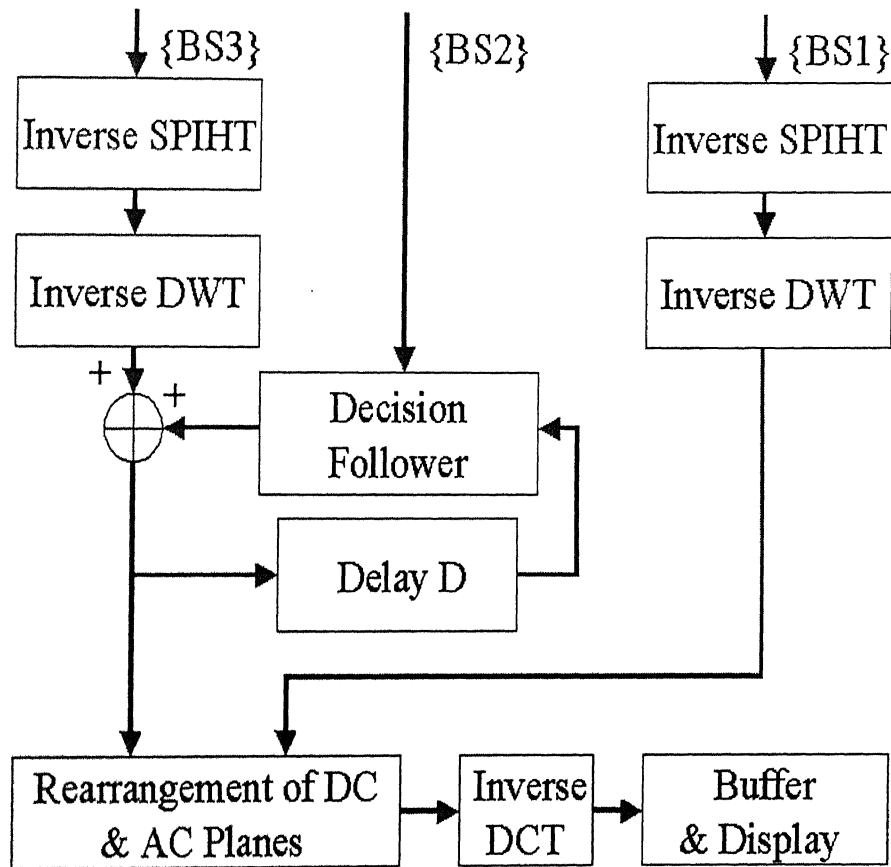 {BS3}
{BS2}
{BS1}
Inverse SPIHT
Inverse SPIHT
Inverse DWT
Inverse DWT
+
+
Decision
Follower
Delay D
Rearrangement of DC
& AC Planes
Inverse
DCT
Buffer
& Display